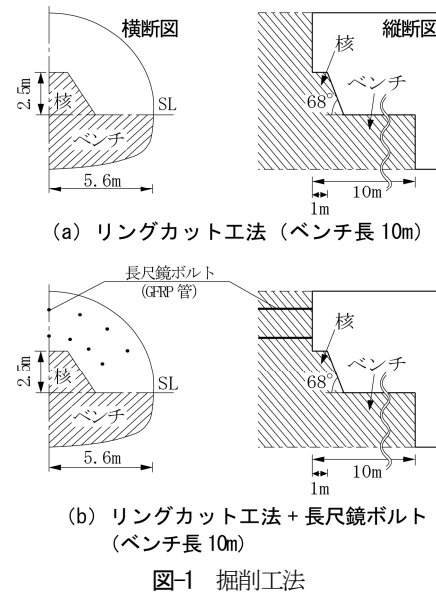 横断図
縦断図
2.5m
核
SL
ベンチ
5.6m
核
ベンチ
68°
10m
1m
(a) リングカット工法 (ベンチ長 10m)
長尺鏡ボルト
(GFRP 管)
2.5m
核
SL
ベンチ
5.6m
核
ベンチ
68°
10m
1m
(b) リングカット工法 + 長尺鏡ボルト
(ベンチ長 10m)
図-1 掘削工法